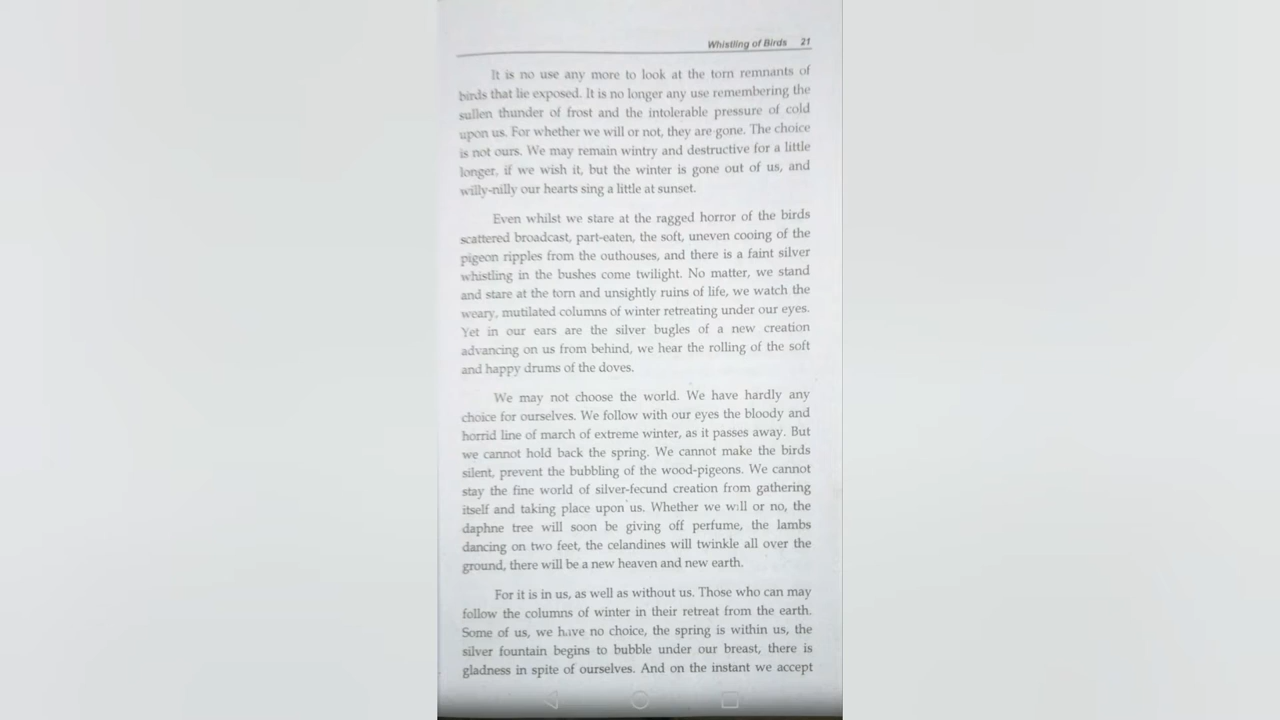 Whistling of Birds 21
It is no use any more to look at the torn remnants of
birds that lie exposed. It is no longer any use remembering the
sullen thunder of frost and the intolerable pressure of cold
upon us. For whether we will or not, they are gone. The choice
is not ours. We may remain wintry and destructive for a little
longer, if we wish it, but the winter is gone out of us, and
willy-nilly our hearts sing a little at sunset.
Even whilst we stare at the ragged horror of the birds
scattered broadcast, part-eaten, the soft, uneven cooing of the
pigeon ripples from the outhouses, and there is a faint silver
whistling in the bushes come twilight. No matter, we stand
and stare at the torn and unsightly ruins of life, we watch the
weary, mutilated columns of winter retreating under our eyes.
Yet in our ears are the silver bugles of a new creation
advancing on us from behind, we hear the rolling of the soft
and happy drums of the doves.
We may not choose the world. We have hardly any
choice for ourselves. We follow with our eyes the bloody and
horrid line of march of extreme winter, as it passes away. But
we cannot hold back the spring. We cannot make the birds
silent, prevent the bubbling of the wood-pigeons. We cannot
stay the fine world of silver-fecund creation from gathering
itself and taking place upon us. Whether we will or no, the
daphne tree will soon be giving off perfume, the lambs
dancing on two feet, the celandines will twinkle all over the
ground, there will be a new heaven and new earth.
For it is in us, as well as without us. Those who can may
follow the columns of winter in their retreat from the earth.
Some of us, we have no choice, the spring is within us, the
silver fountain begins to bubble under our breast, there is
gladness in spite of ourselves. And on the instant we accept